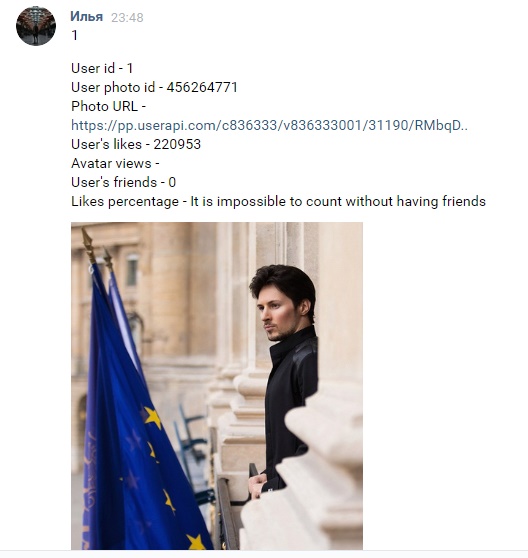 Илья 23:48
1
User id - 1
User photo id - 456264771
Photo URL -
https://pp.userapi.com/c836333/v836333001/31190/RMbqD..
User's likes - 220953
Avatar views -
User's friends - 0
Likes percentage - It is impossible to count without having friends